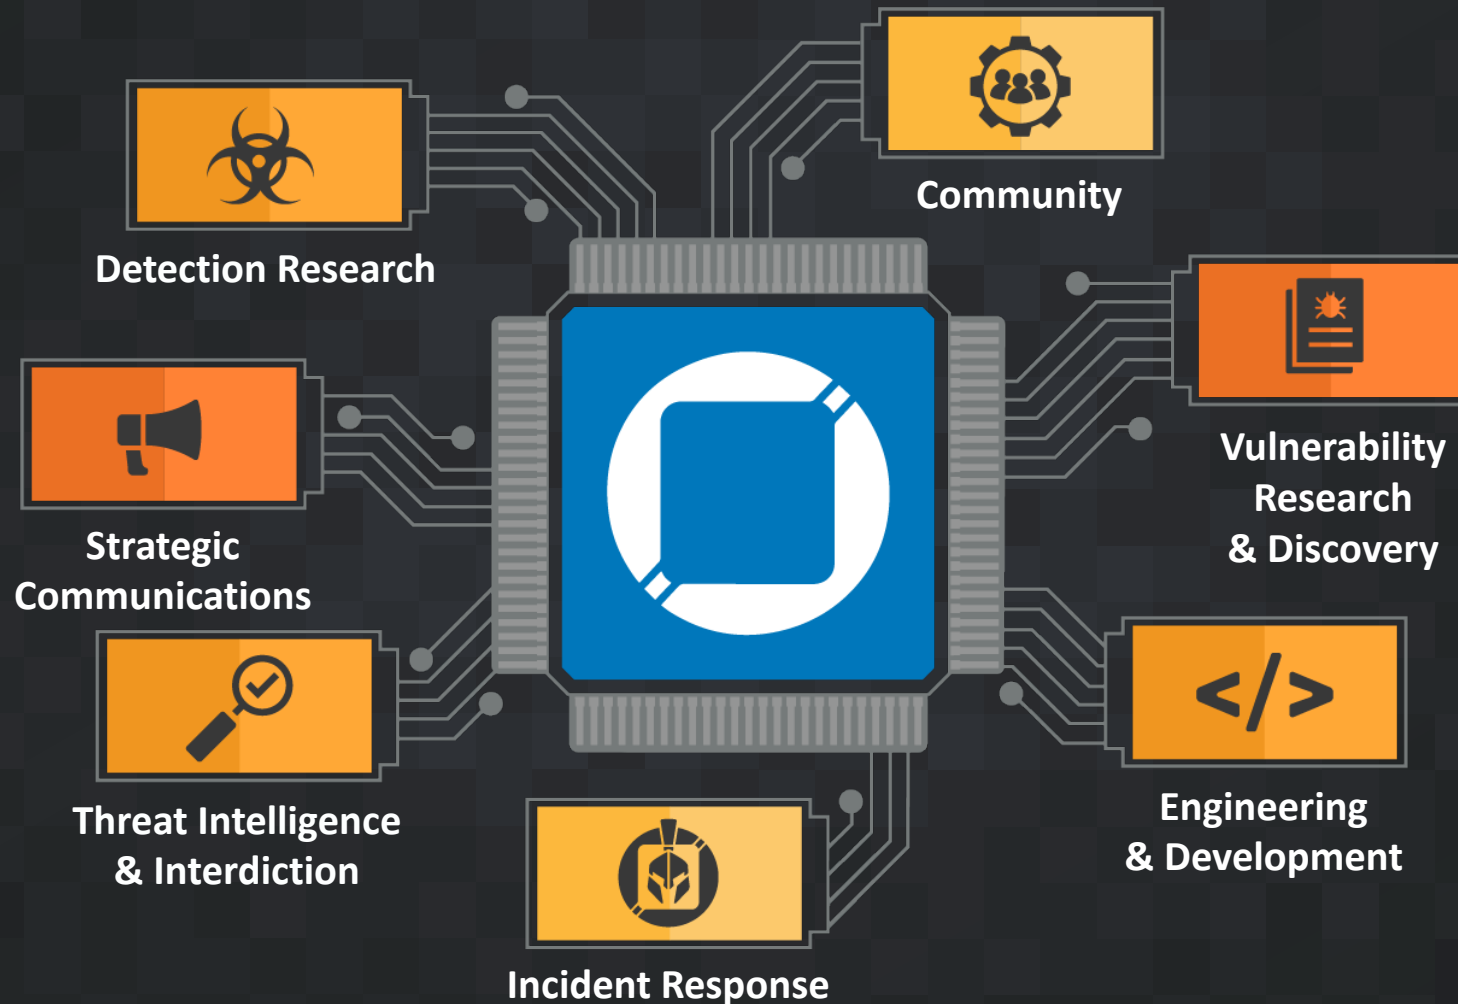 Community
Detection Research
Vulnerability
Research
& Discovery
Strategic
Communications
Engineering
& Development
Threat Intelligence
& Interdiction
Incident Response